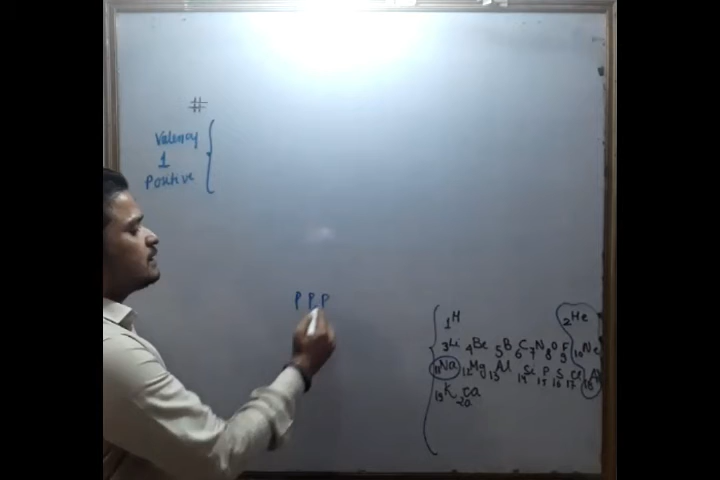 #
Valency
1
Positive
P P P
1H 2He
3Li 4Be 5B 6C 7N 8O 9F 10Ne
11Na 12Mg 13Al 14Si 15P 16S 17Cl 18Ar
19K 20Ca